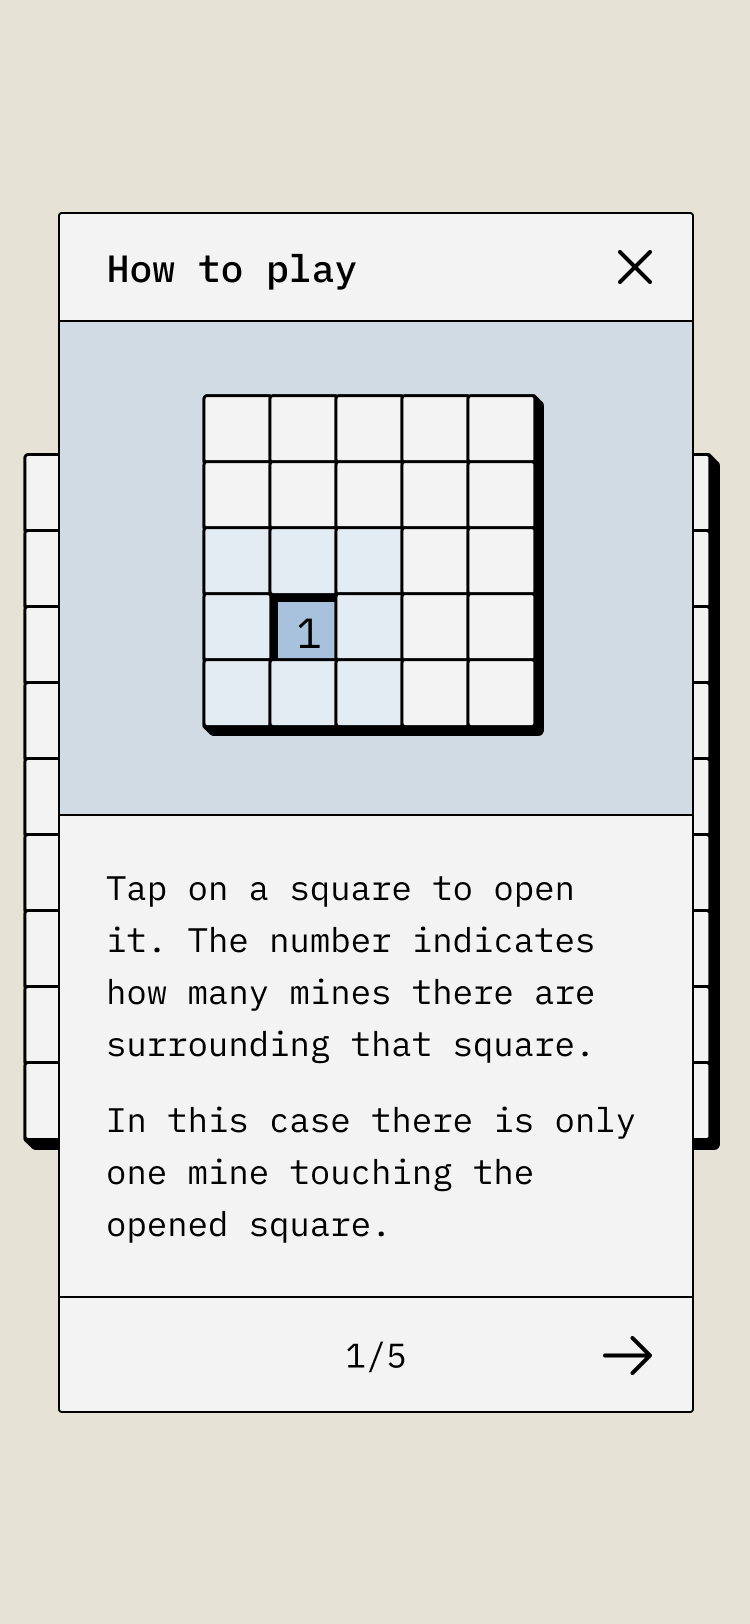 How to play
1
Tap on a square to open
it. The number indicates
how many mines there are
surrounding that square.
In this case there is only
one mine touching the
opened square.
1/5